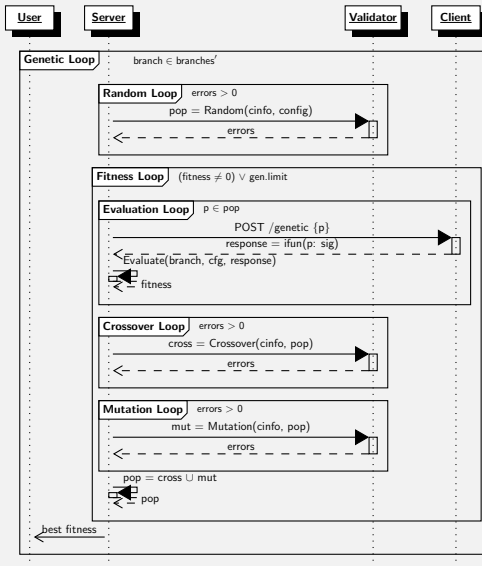 User Server Validator Client
Genetic Loop branch ∈ branches′
Random Loop errors > 0
pop = Random(cinfo, config)
errors
Fitness Loop (fitness ≠ 0) ∨ gen.limit
Evaluation Loop p ∈ pop
POST /genetic {p}
response = ifun(p: sig)
Evaluate(branch, cfg, response)
fitness
Crossover Loop errors > 0
cross = Crossover(cinfo, pop)
errors
Mutation Loop errors > 0
mut = Mutation(cinfo, pop)
errors
pop = cross ∪ mut
pop
best fitness